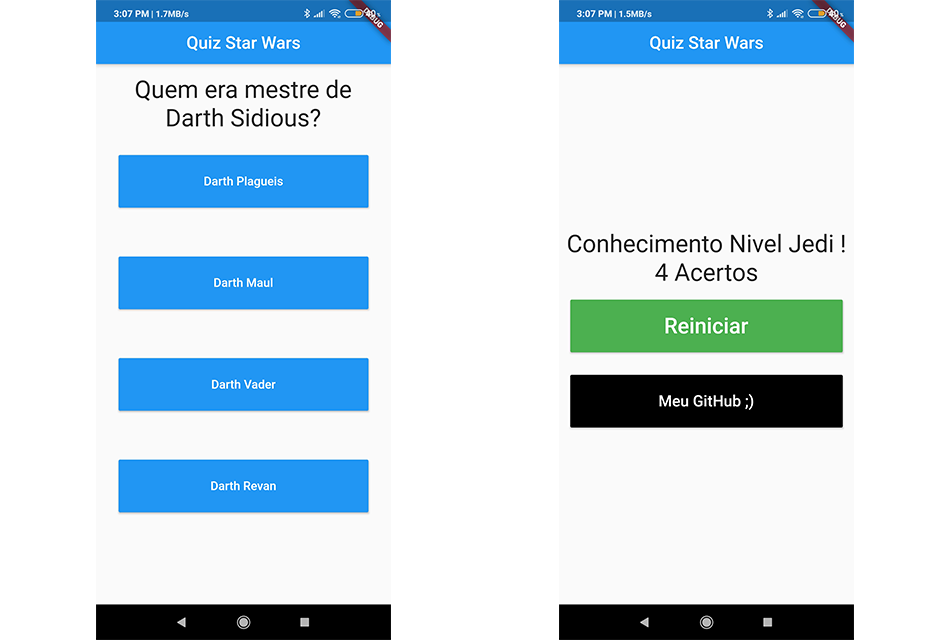 3:07 PM | 1.7MB/s
Quiz Star Wars
Quem era mestre de
Darth Sidious?
Darth Plagueis
Darth Maul
Darth Vader
Darth Revan
3:07 PM | 1.5MB/s
Quiz Star Wars
Conhecimento Nivel Jedi !
4 Acertos
Reiniciar
Meu GitHub ;)